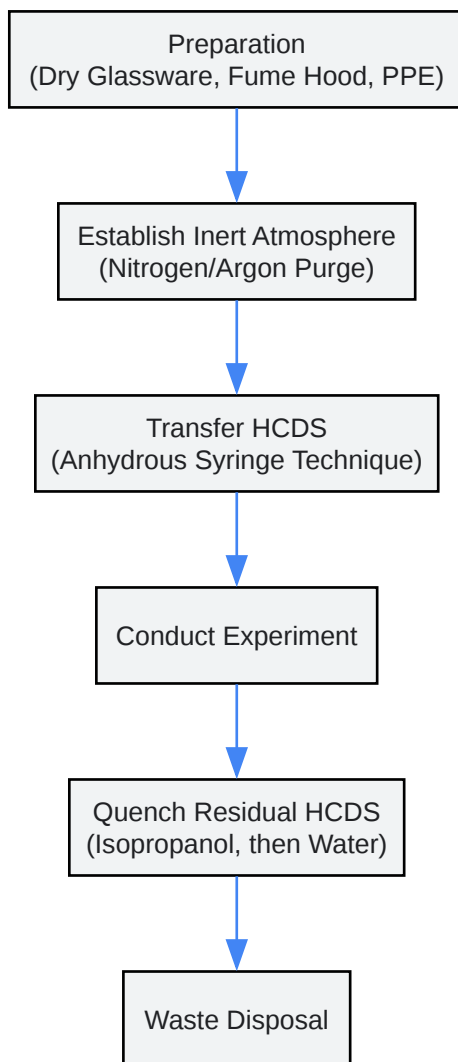 Preparation
(Dry Glassware, Fume Hood, PPE)
Establish Inert Atmosphere
(Nitrogen/Argon Purge)
Transfer HCDS
(Anhydrous Syringe Technique)
Conduct Experiment
Quench Residual HCDS
(Isopropanol, then Water)
Waste Disposal